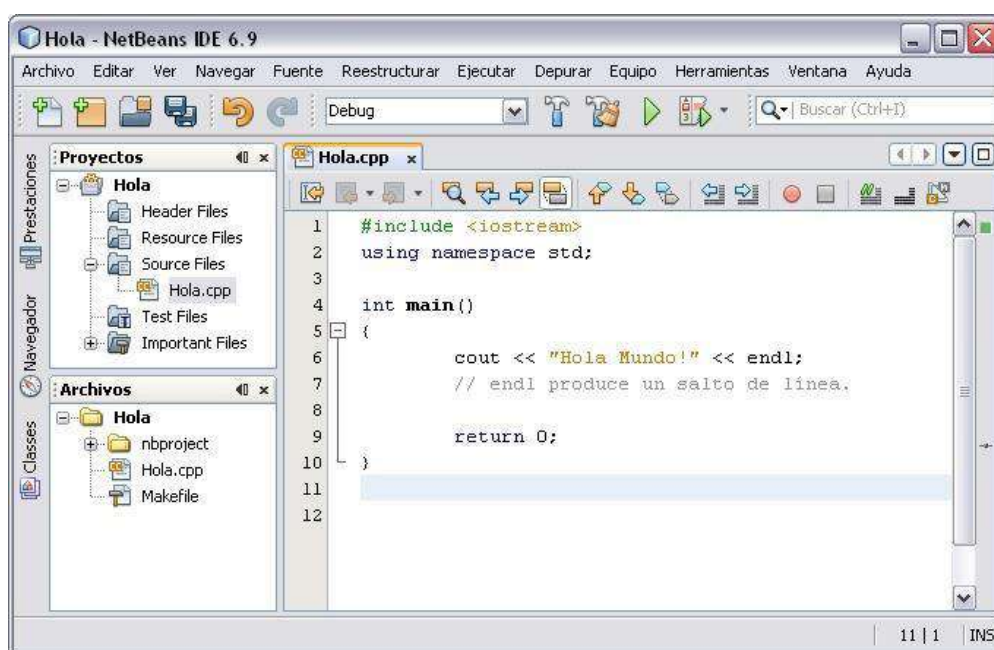 Hola - NetBeans IDE 6.9
Archivo Editar Ver Navegar Fuente Reestructurar Ejecutar Depurar Equipo Herramientas Ventana Ayuda
Debug
Buscar (Ctrl+I)
Prestaciones
Navegador
Classes
Proyectos
Hola
Header Files
Resource Files
Source Files
Hola.cpp
Test Files
Important Files
Archivos
Hola
nbproject
Hola.cpp
Makefile
Hola.cpp
1 #include <iostream>
2 using namespace std;
3
4 int main()
5 {
6 cout << "Hola Mundo!" << endl;
7 // endl produce un salto de línea.
8
9 return 0;
10 }
11
12
11 | 1 INS